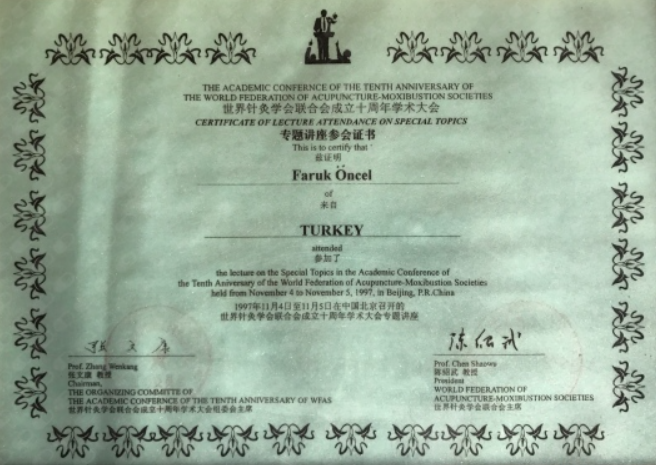 THE ACADEMIC CONFERNCE OF THE TENTH ANNIVERSARY OF
THE WORLD FEDERATION OF ACUPUNCTURE-MOXIBUSTION SOCIETIES
世界针灸学会联合会成立十周年学术大会
CERTIFICATE OF LECTURE ATTENDANCE ON SPECIAL TOPICS
专题讲座参会证书
This is to certify that
兹证明
Faruk Öncel
of
来自
TURKEY
attended
参加了
the lecture on the Special Topics in the Academic Conference of
the Tenth Aniversary of the World Federation of Acupuncture-Moxibustion Societies
held from November 4 to November 5, 1997, in Beijing, P.R.China
1997年11月4日至11月5日在中国北京召开的
世界针灸学会联合会成立十周年学术大会专题讲座
张文康
陈绍武
Prof. Zhang Wenkang
张文康 教授
Chairman,
THE ORGANIZING COMMITTE OF
THE ACADEMIC CONFERNCE OF THE TENTH ANNIVERSARY OF WFAS
世界针灸学会联合会成立十周年学术大会组委会主席
Prof. Chen Shaowu
陈绍武 教授
President
WORLD FEDERATION OF
ACUPUNCTURE-MOXIBUSTION SOCIETIES
世界针灸学会联合会主席